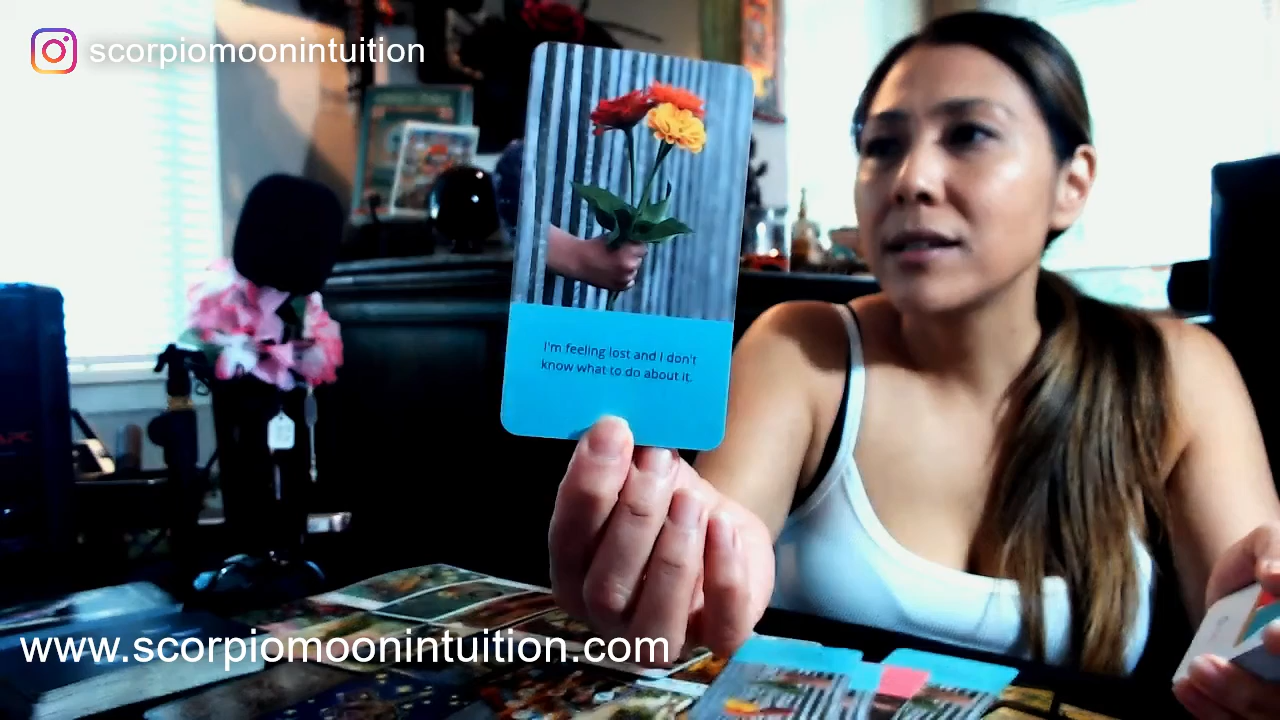 scorpiomoonintuition
I'm feeling lost and I don't
know what to do about it.
www.scorpiomoonintuition.com